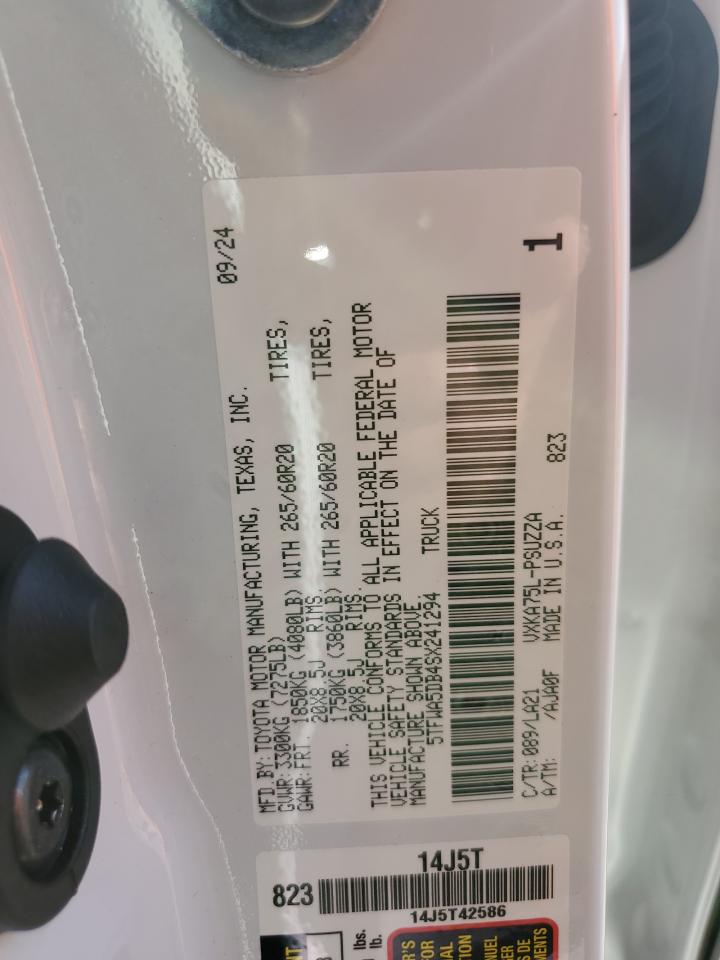 09/24
MFD.BY:TOYOTA MOTOR MANUFACTURING, TEXAS, INC.
GVWR:3300KG (7275LB)
GAWR:FRT. 1850KG (4080LB) WITH 265/60R20 TIRES,
20X8.5J RIMS.
RR. 1750KG (3860LB) WITH 265/60R20 TIRES,
20X8.5J RIMS.
THIS VEHICLE CONFORMS TO ALL APPLICABLE FEDERAL MOTOR
VEHICLE SAFETY STANDARDS IN EFFECT ON THE DATE OF
MANUFACTURE SHOWN ABOVE.
5TFWA5DB4SX241294 TRUCK
1
C/TR:089/LA21 VXKA75L-PSUZZA
A/TM: /AJA0F MADE IN U.S.A. 823
823
14J5T
14J5T42586
lbs.
lb.